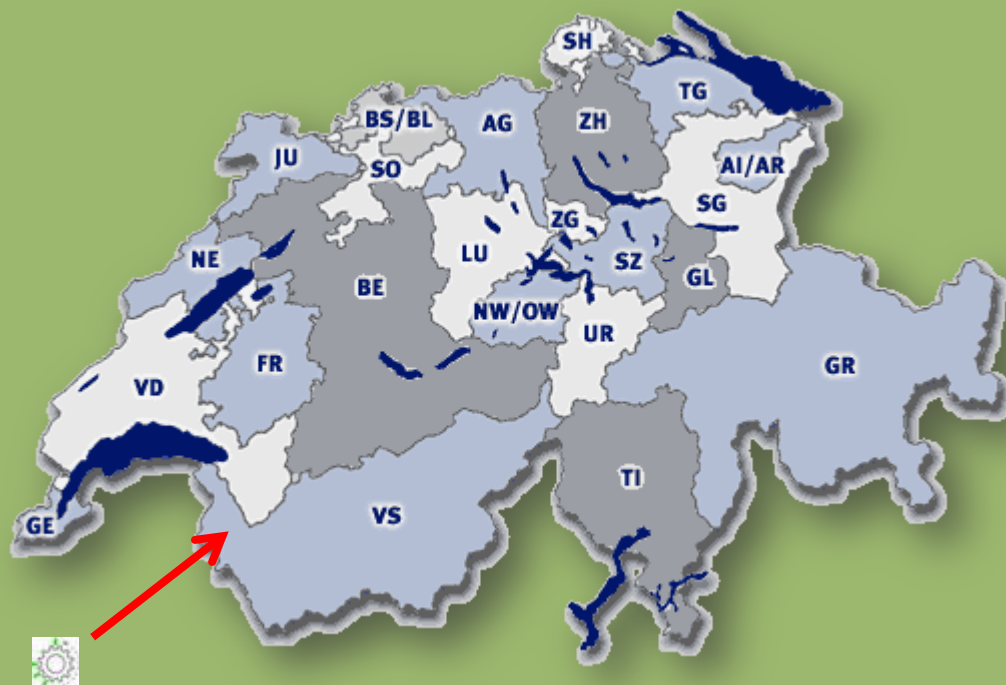 SH
TG
BS/BL
AG
ZH
JU
SO
AI/AR
SG
ZG
NE
LU
SZ
GL
BE
NW/OW
UR
FR
GR
VD
TI
VS
GE